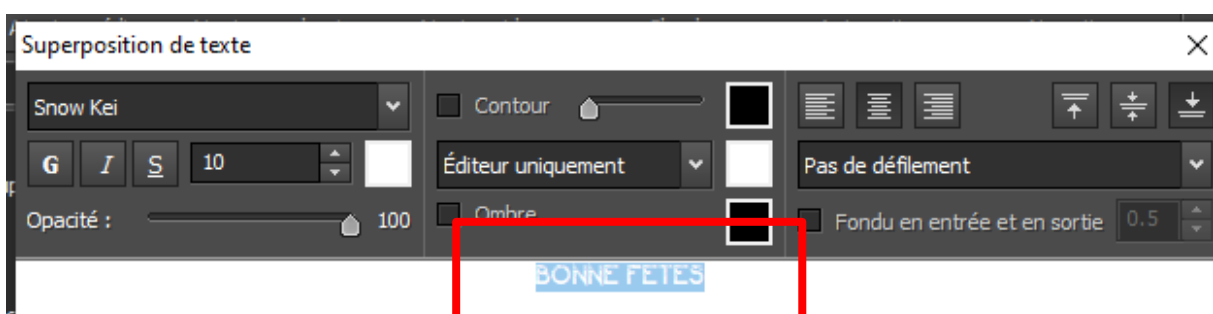 Superposition de texte
Snow Kei
Contour
G I S 10
Éditeur uniquement
Pas de défilement
Opacité : 100
Ombre
Fondu en entrée et en sortie 0.5
BONNE FETES